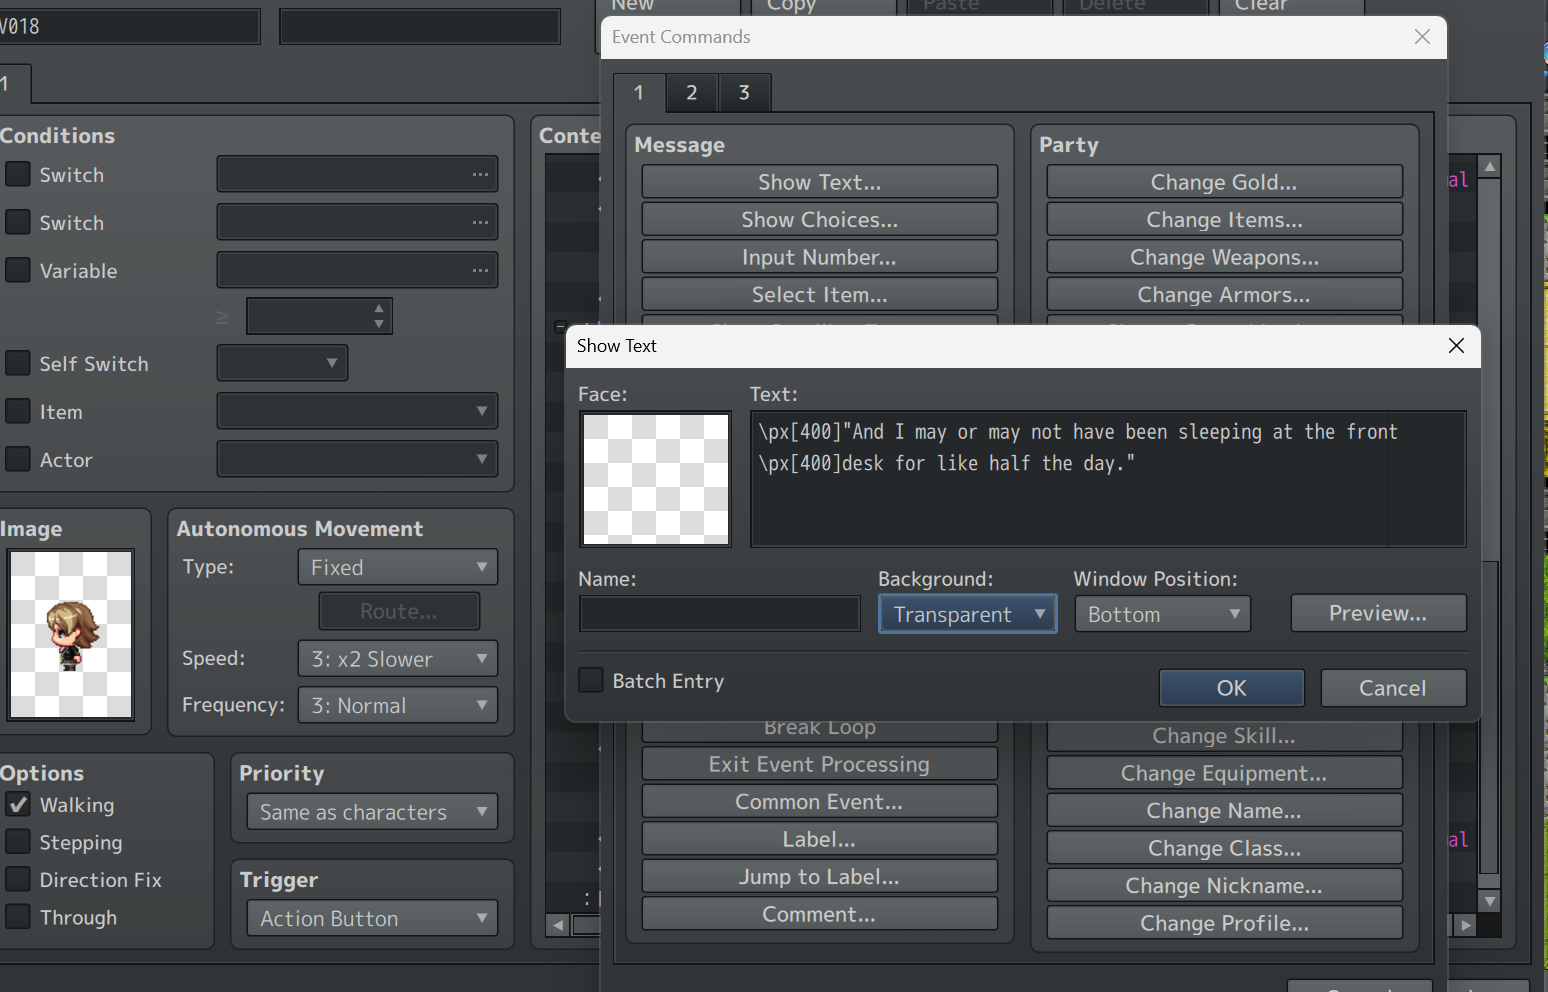 V018
New
Copy
Paste
Delete
Clear
Event Commands
1
1
2
3
Conditions
Switch
...
Switch
...
Variable
...
≥
Self Switch
Item
Actor
Conte
al
Message
Show Text...
Show Choices...
Input Number...
Select Item...
Party
Change Gold...
Change Items...
Change Weapons...
Change Armors...
Show Text
Face:
Text:
\px[400]"And I may or may not have been sleeping at the front
\px[400]desk for like half the day."
Name:
Background:
Transparent
Window Position:
Bottom
Preview...
Batch Entry
OK
Cancel
Image
Autonomous Movement
Type:
Fixed
Route...
Speed:
3: x2 Slower
Frequency:
3: Normal
Break Loop
Exit Event Processing
Common Event...
Label...
Jump to Label...
Comment...
Change Skill...
Change Equipment...
Change Name...
Change Class...
Change Nickname...
Change Profile...
al
:
Options
Walking
Stepping
Direction Fix
Through
Priority
Same as characters
Trigger
Action Button